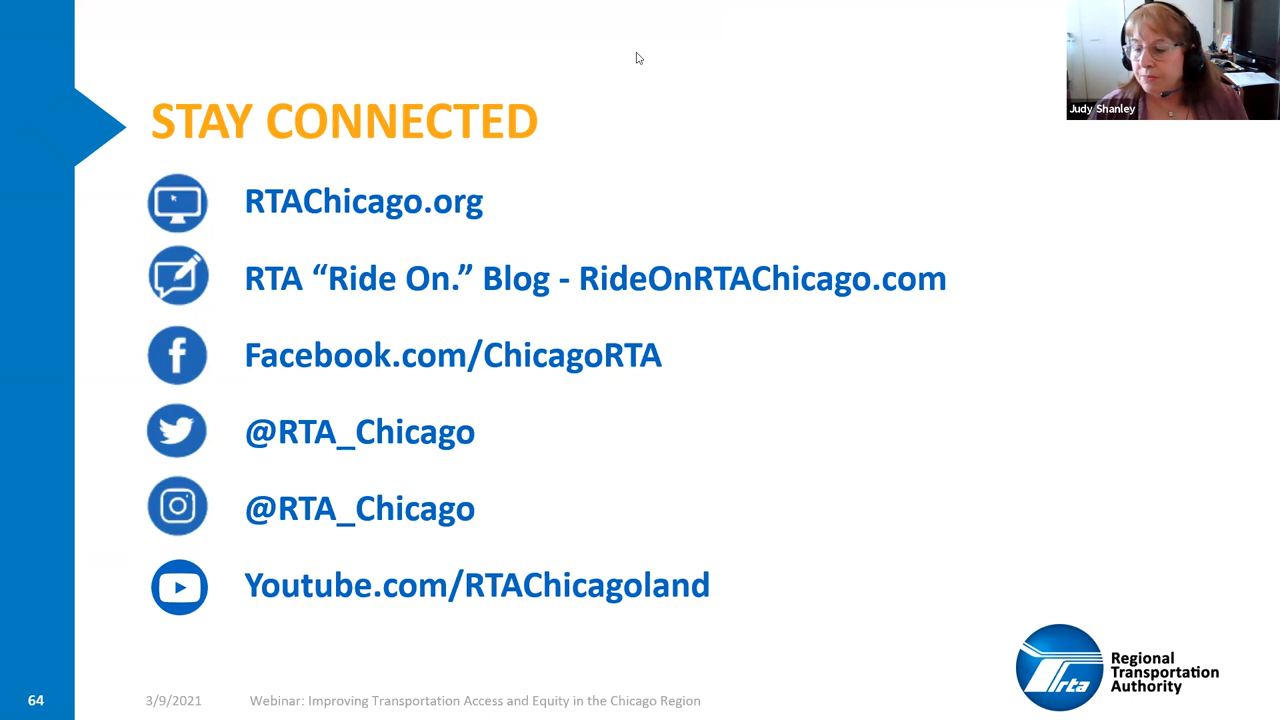 Judy Shanley
STAY CONNECTED
RTAChicago.org
RTA “Ride On.” Blog - RideOnRTAChicago.com
Facebook.com/ChicagoRTA
@RTA_Chicago
@RTA_Chicago
Youtube.com/RTAChicagoland
rta
Regional
Transportation
Authority
64
3/9/2021
Webinar: Improving Transportation Access and Equity in the Chicago Region